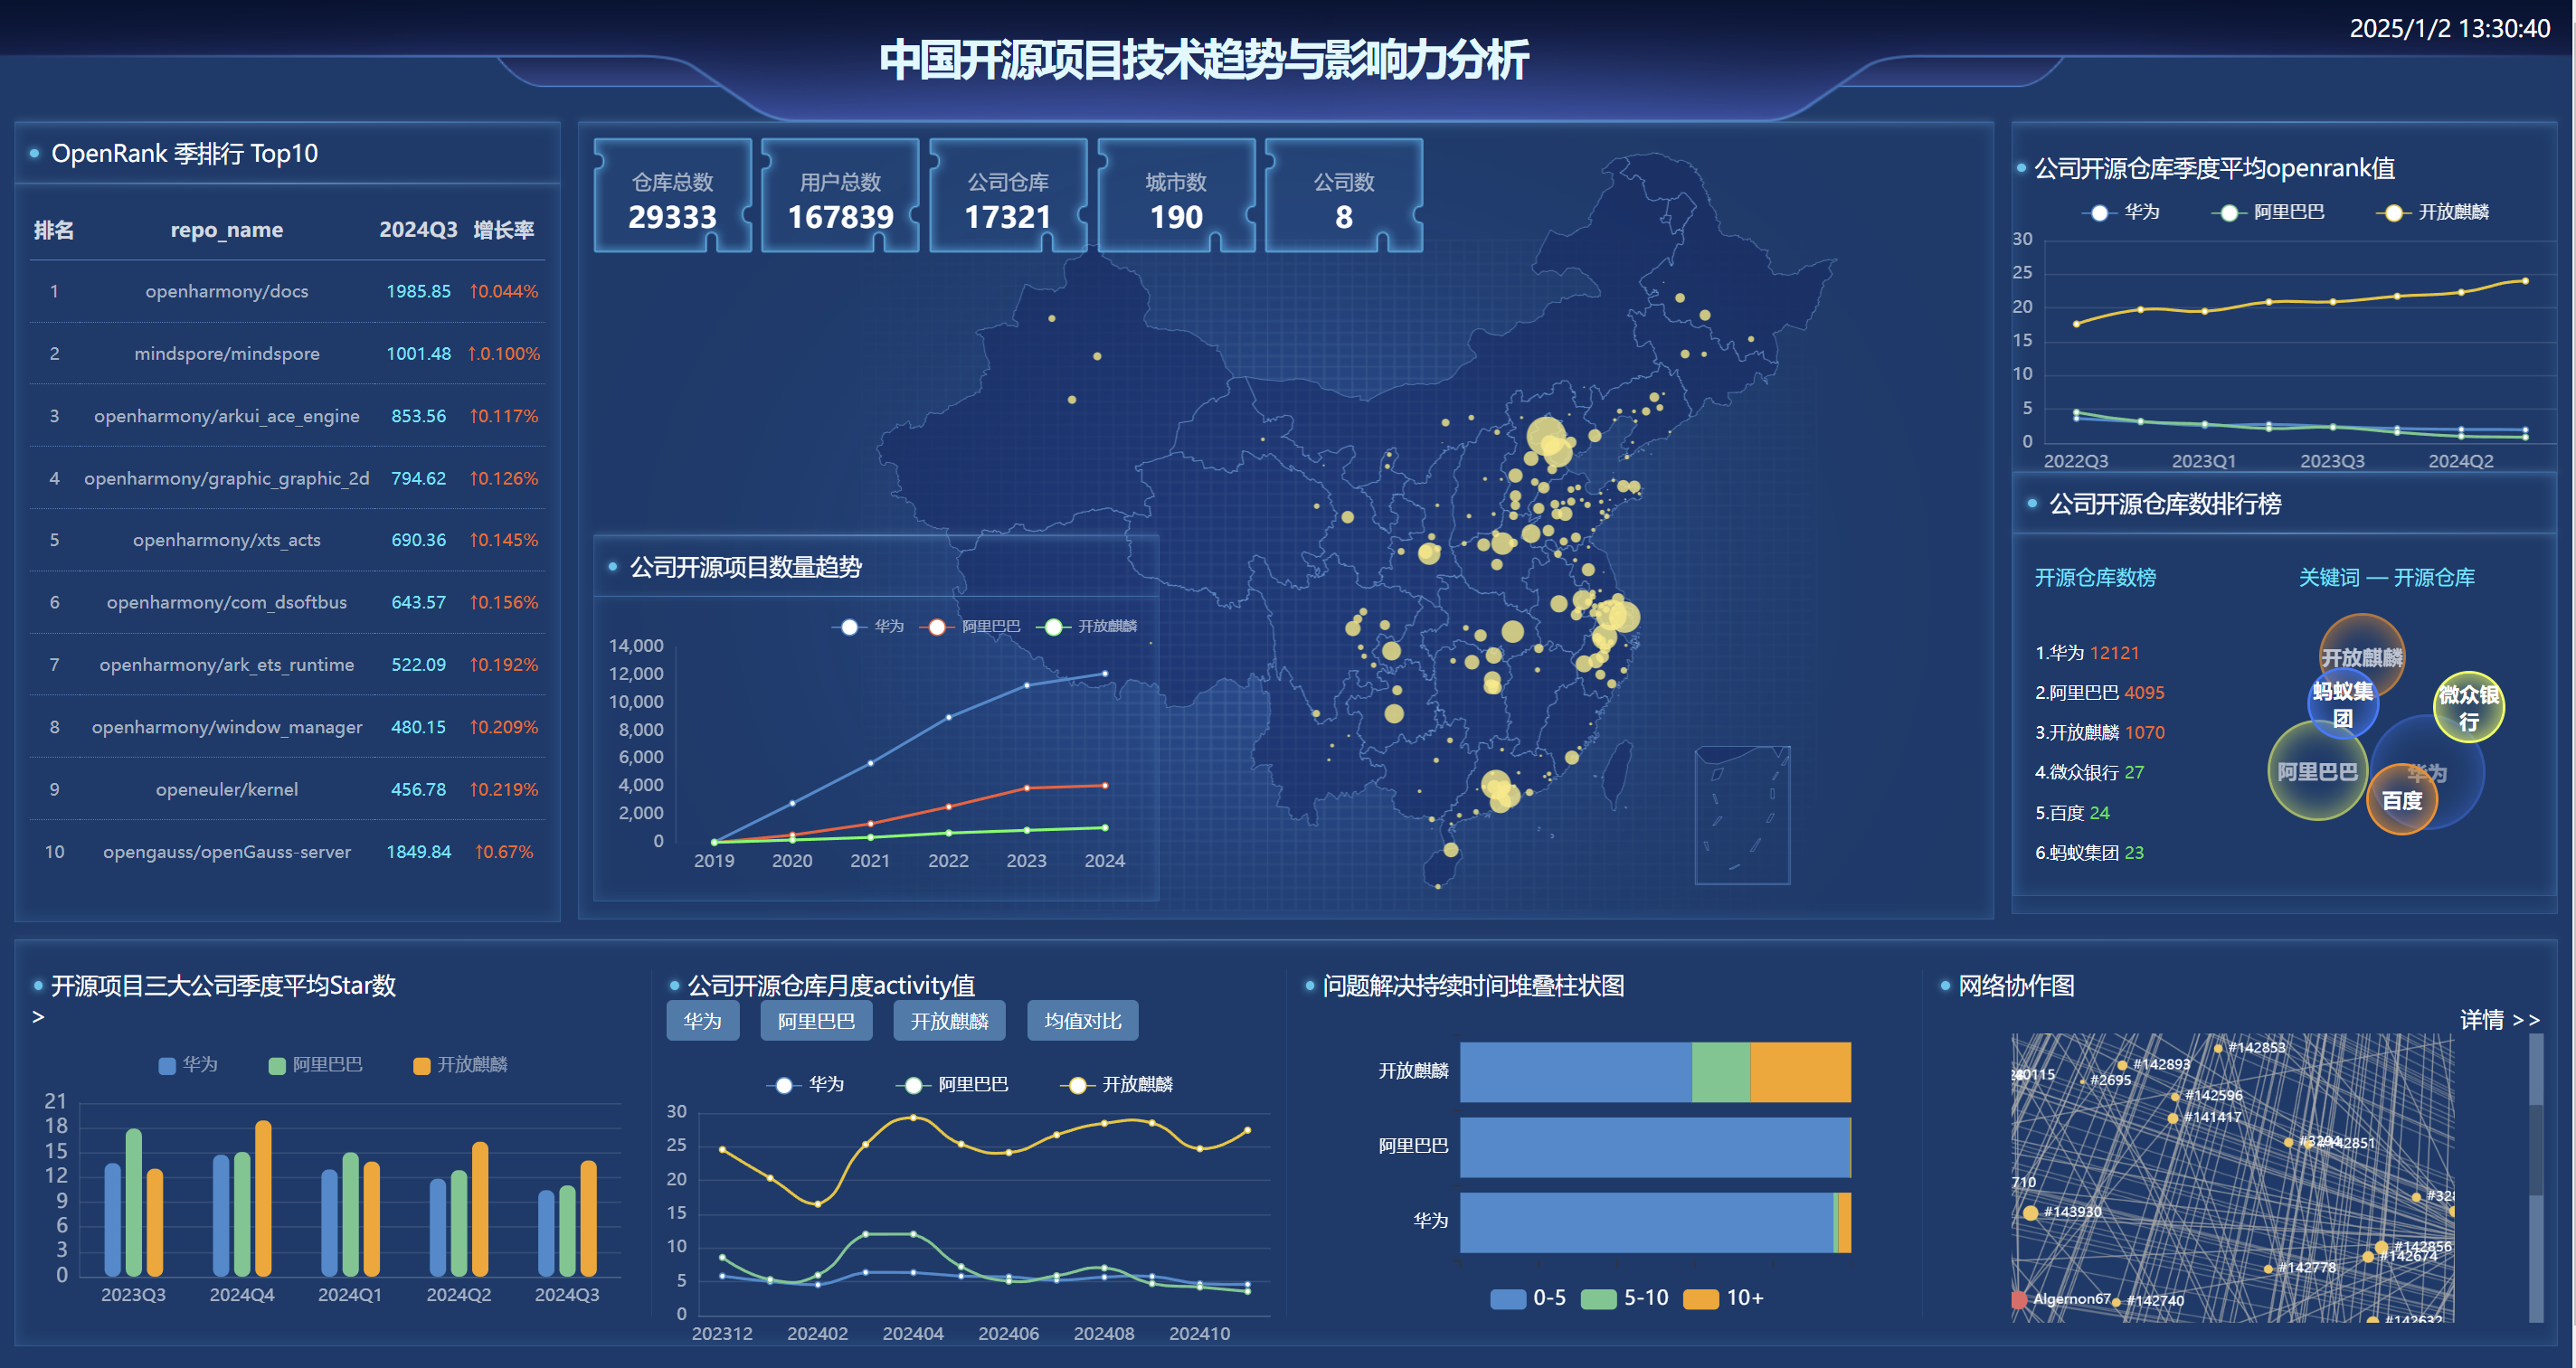 2025/1/2 13:30:40
中国开源项目技术趋势与影响力分析
OpenRank 季排行 Top10
排名 repo_name 2024Q3 增长率
1 openharmony/docs 1985.85 ↑0.044%
2 mindspore/mindspore 1001.48 ↑.0.100%
3 openharmony/arkui_ace_engine 853.56 ↑0.117%
4 openharmony/graphic_graphic_2d 794.62 ↑0.126%
5 openharmony/xts_acts 690.36 ↑0.145%
6 openharmony/com_dsoftbus 643.57 ↑0.156%
7 openharmony/ark_ets_runtime 522.09 ↑0.192%
8 openharmony/window_manager 480.15 ↑0.209%
9 openeuler/kernel 456.78 ↑0.219%
10 opengauss/openGauss-server 1849.84 ↑0.67%
仓库总数 用户总数 公司仓库 城市数 公司数
29333 167839 17321 190 8
公司开源项目数量趋势
华为 阿里巴巴 开放麒麟
14,000
12,000
10,000
8,000
6,000
4,000
2,000
0
2019 2020 2021 2022 2023 2024
公司开源仓库季度平均openrank值
华为 阿里巴巴 开放麒麟
30
25
20
15
10
5
0
2022Q3 2023Q1 2023Q3 2024Q2
公司开源仓库数排行榜
开源仓库数榜 关键词 — 开源仓库
1.华为 12121
2.阿里巴巴 4095
3.开放麒麟 1070
4.微众银行 27
5.百度 24
6.蚂蚁集团 23
开放麒麟
蚂蚁集
团
微众银
行
阿里巴巴
华为
百度
开源项目三大公司季度平均Star数
>
华为 阿里巴巴 开放麒麟
21
18
15
12
9
6
3
0
2023Q3 2024Q4 2024Q1 2024Q2 2024Q3
公司开源仓库月度activity值
华为 阿里巴巴 开放麒麟 均值对比
华为 阿里巴巴 开放麒麟
30
25
20
15
10
5
0
202312 202402 202404 202406 202408 202410
问题解决持续时间堆叠柱状图
开放麒麟
阿里巴巴
华为
0-5 5-10 10+
网络协作图
详情 >>
#142853
#142893
#2695
#142596
#141417
#142851
710
#143930
#142856
#142674
#142778
Algernon67
#142740
#142632